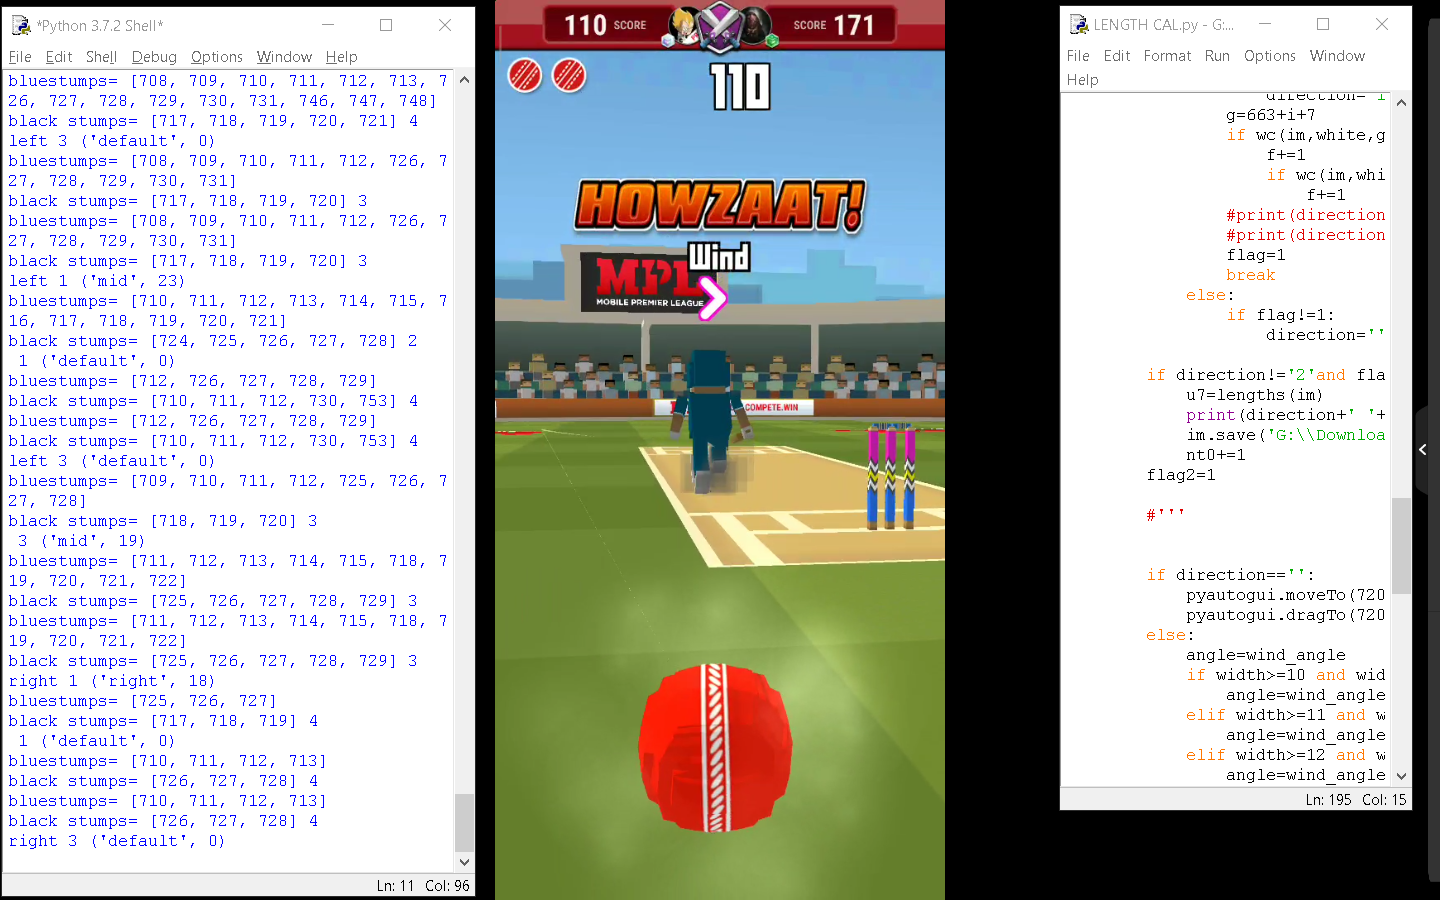 *Python 3.7.2 Shell*
File Edit Shell Debug Options Window Help
bluestumps= [708, 709, 710, 711, 712, 713, 7
26, 727, 728, 729, 730, 731, 746, 747, 748]
black stumps= [717, 718, 719, 720, 721] 4
left 3 ('default', 0)
bluestumps= [708, 709, 710, 711, 712, 726, 7
27, 728, 729, 730, 731]
black stumps= [717, 718, 719, 720] 3
bluestumps= [708, 709, 710, 711, 712, 726, 7
27, 728, 729, 730, 731]
black stumps= [717, 718, 719, 720] 3
left 1 ('mid', 23)
bluestumps= [710, 711, 712, 713, 714, 715, 7
16, 717, 718, 719, 720, 721]
black stumps= [724, 725, 726, 727, 728] 2
1 ('default', 0)
bluestumps= [712, 726, 727, 728, 729]
black stumps= [710, 711, 712, 730, 753] 4
bluestumps= [712, 726, 727, 728, 729]
black stumps= [710, 711, 712, 730, 753] 4
left 3 ('default', 0)
bluestumps= [709, 710, 711, 712, 725, 726, 7
27, 728]
black stumps= [718, 719, 720] 3
3 ('mid', 19)
bluestumps= [711, 712, 713, 714, 715, 718, 7
19, 720, 721, 722]
black stumps= [725, 726, 727, 728, 729] 3
bluestumps= [711, 712, 713, 714, 715, 718, 7
19, 720, 721, 722]
black stumps= [725, 726, 727, 728, 729] 3
right 1 ('right', 18)
bluestumps= [725, 726, 727]
black stumps= [717, 718, 719] 4
1 ('default', 0)
bluestumps= [710, 711, 712, 713]
black stumps= [726, 727, 728] 4
bluestumps= [710, 711, 712, 713]
black stumps= [726, 727, 728] 4
right 3 ('default', 0)
Ln: 11 Col: 96
110 SCORE
SCORE 171
110
HOWZAAT!
Wind
MPL
MOBILE PREMIER LEAGUE
COMPETE.WIN
LENGTH CAL.py - G:...
File Edit Format Run Options Window
Help
direction='i
g=663+i+7
if wc(im,white,g
f+=1
if wc(im,whi
f+=1
#print(direction
#print(direction
flag=1
break
else:
if flag!=1:
direction=''
if direction!='2'and fla
u7=lengths(im)
print(direction+' '+
im.save('G:\\Downloa
nt0+=1
flag2=1
#'''
if direction=='':
pyautogui.moveTo(720
pyautogui.dragTo(720
else:
angle=wind_angle
if width>=10 and wid
angle=wind_angle
elif width>=11 and w
angle=wind_angle
elif width>=12 and w
angle=wind_angle
Ln: 195 Col: 15